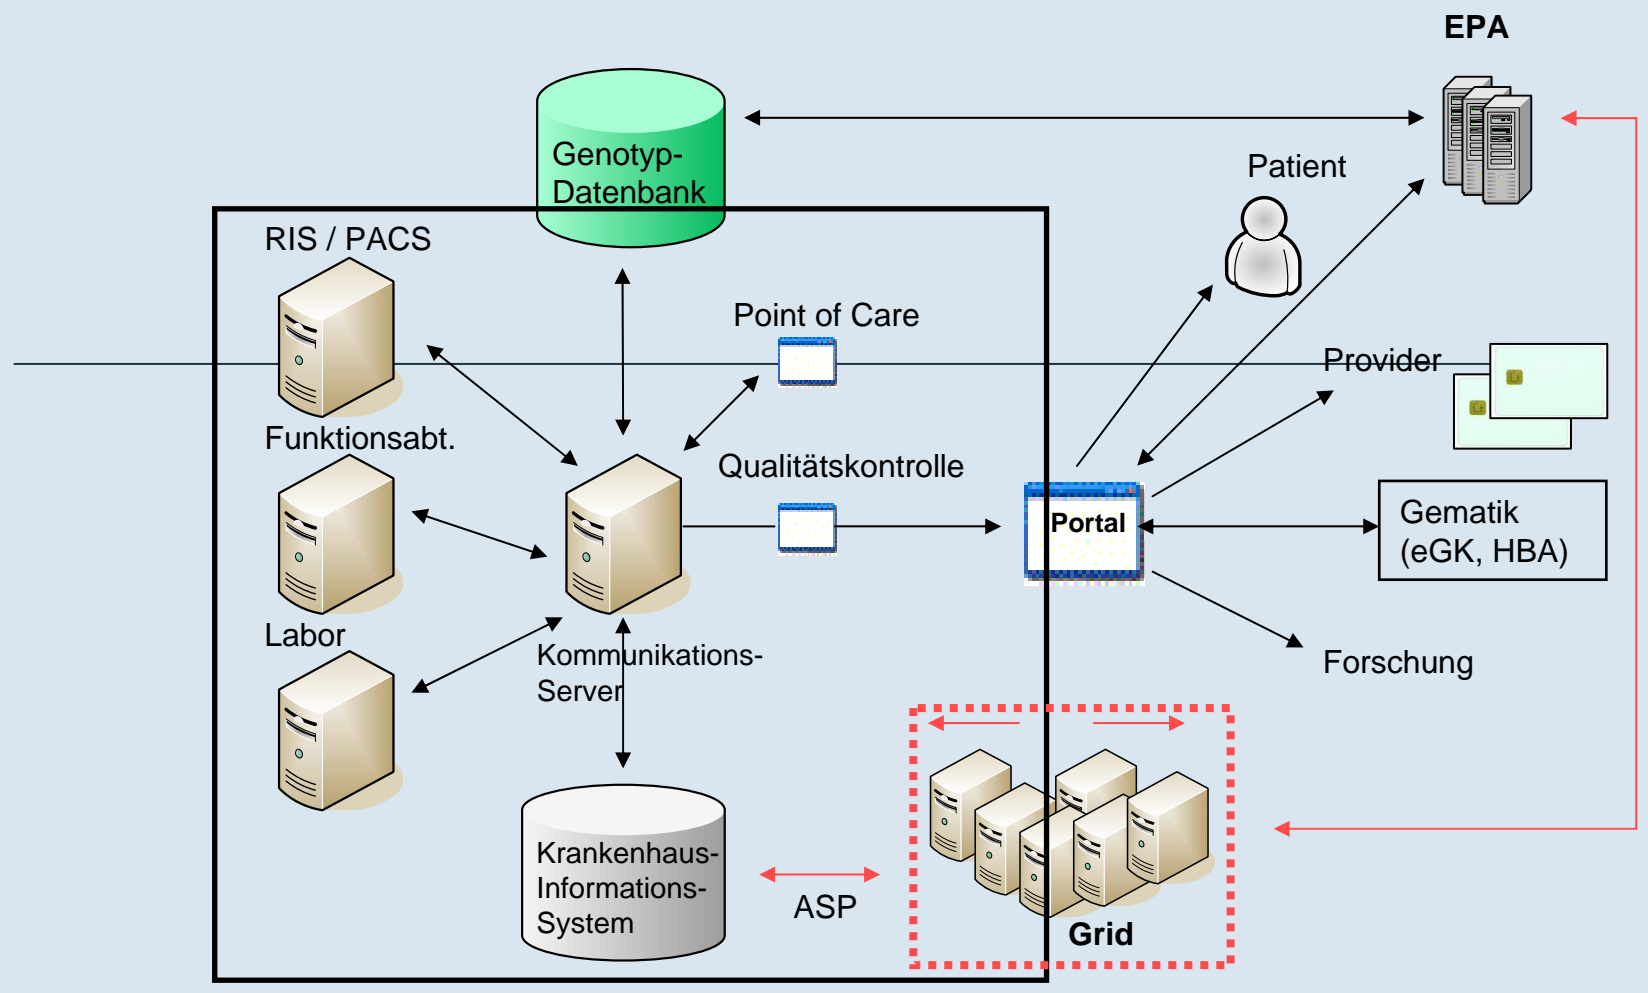 EPA
Genotyp-
Datenbank
Patient
RIS / PACS
Point of Care
Provider
Funktionsabt.
Qualitätskontrolle
Portal
Gematik
(eGK, HBA)
Labor
Kommunikations-
Server
Forschung
Krankenhaus-
Informations-
System
ASP
Grid